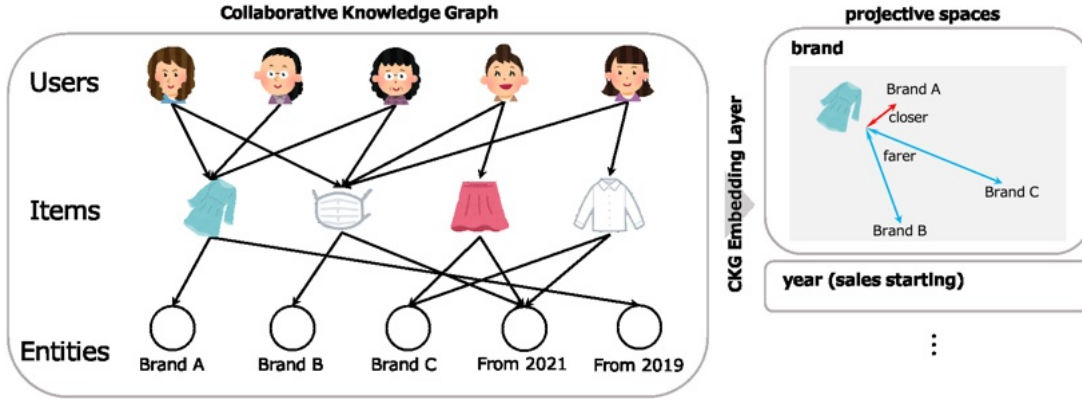 Collaborative Knowledge Graph
Users
Items
Entities
Brand A
Brand B
Brand C
From 2021
From 2019
CKG Embedding Layer
projective spaces
brand
Brand A
closer
farer
Brand C
Brand B
year (sales starting)